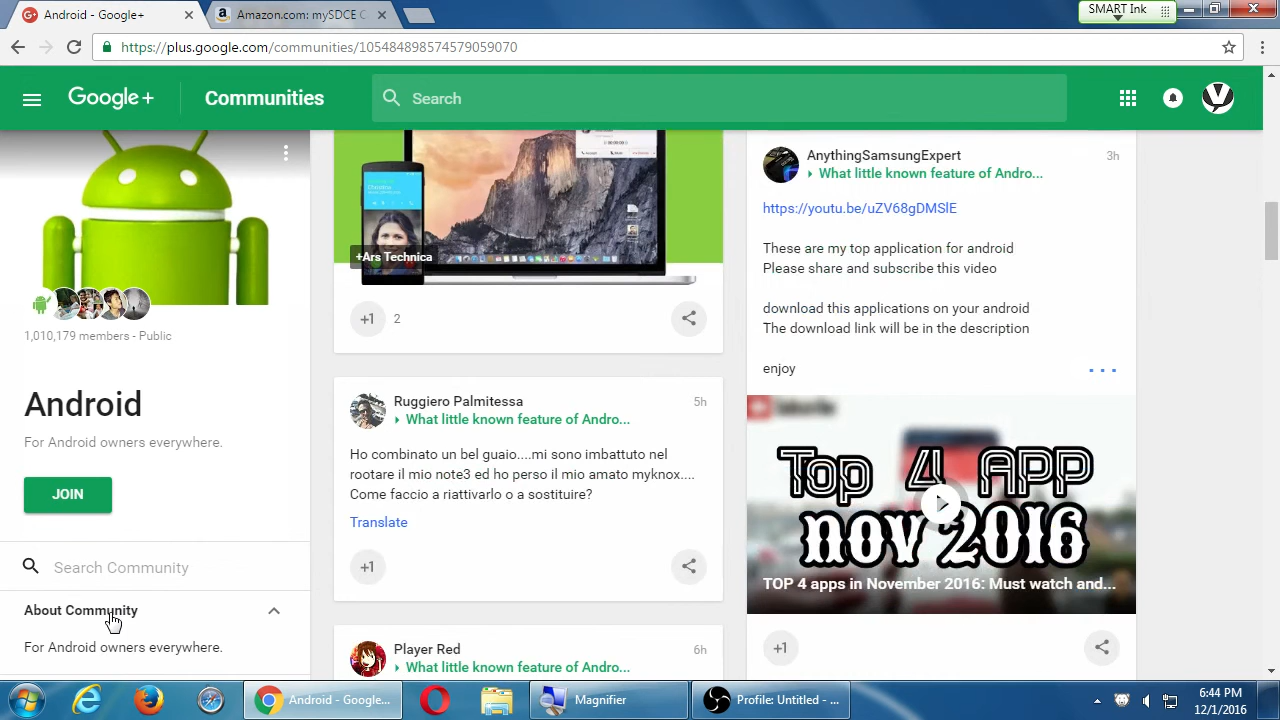 Android - Google+
Amazon.com: mySDCE C
SMART Ink
https://plus.google.com/communities/105484898574579059070
Google+
Communities
Search
1,010,179 members - Public
Android
For Android owners everywhere.
JOIN
Search Community
About Community
For Android owners everywhere.
+Ars Technica
+1
2
Ruggiero Palmitessa
5h
What little known feature of Andro...
Ho combinato un bel guaio....mi sono imbattuto nel
rootare il mio note3 ed ho perso il mio amato myknox....
Come faccio a riattivarlo o a sostituire?
Translate
+1
Player Red
6h
What little known feature of Andro...
AnythingSamsungExpert
3h
What little known feature of Andro...
https://youtu.be/uZV68gDMSlE
These are my top application for android
Please share and subscribe this video
download this applications on your android
The download link will be in the description
enjoy
Top 4 APP
nov 2016
TOP 4 apps in November 2016: Must watch and...
+1
Android - Google...
Magnifier
Profile: Untitled - ...
6:44 PM
12/1/2016